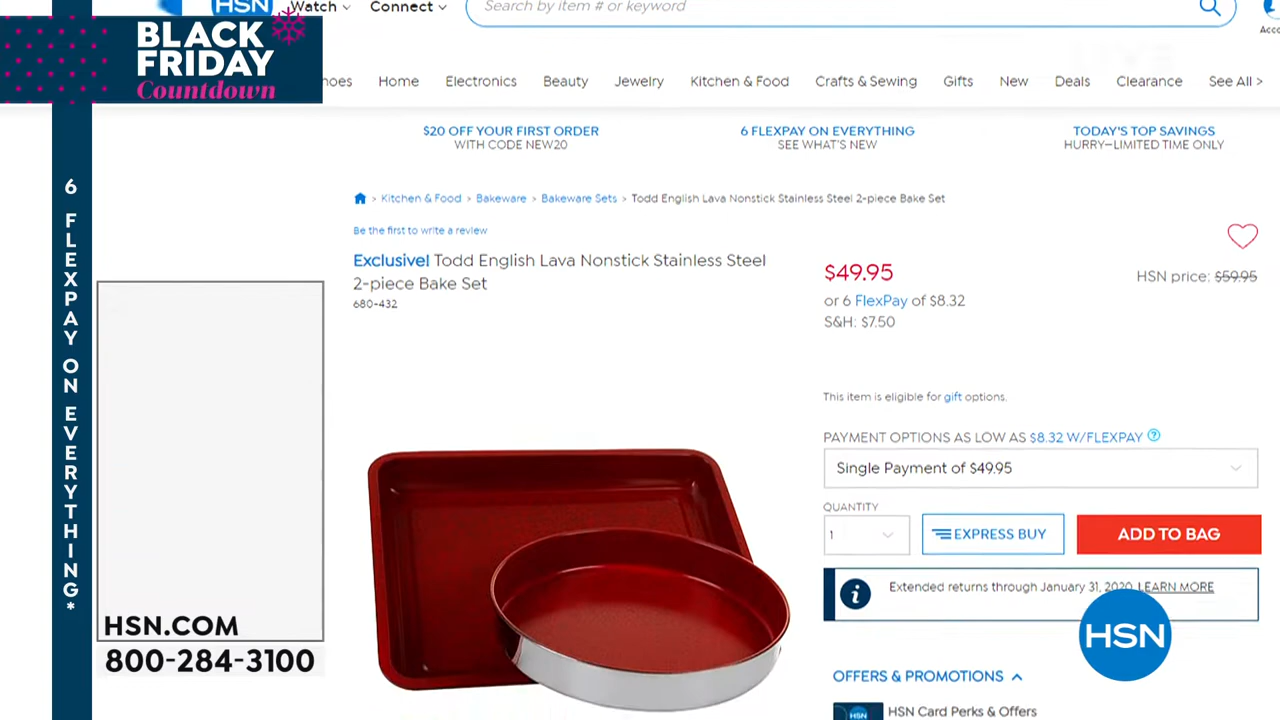 HSN
Watch
Connect
Search by item # or keyword
BLACK
FRIDAY
Countdown
Home
Electronics
Beauty
Jewelry
Kitchen & Food
Crafts & Sewing
Gifts
New
Deals
Clearance
See All >
$20 OFF YOUR FIRST ORDER
WITH CODE NEW20
6 FLEXPAY ON EVERYTHING
SEE WHAT'S NEW
TODAY'S TOP SAVINGS
HURRY—LIMITED TIME ONLY
6 FLEXPAY ON EVERYTHING*
> Kitchen & Food > Bakeware > Bakeware Sets > Todd English Lava Nonstick Stainless Steel 2-piece Bake Set
Be the first to write a review
Exclusive! Todd English Lava Nonstick Stainless Steel
2-piece Bake Set
680-432
$49.95
HSN price: $59.95
or 6 FlexPay of $8.32
S&H: $7.50
This item is eligible for gift options.
PAYMENT OPTIONS AS LOW AS $8.32 W/FLEXPAY ?
Single Payment of $49.95
QUANTITY
1
EXPRESS BUY
ADD TO BAG
Extended returns through January 31, 2020. LEARN MORE
HSN
OFFERS & PROMOTIONS
HSN
HSN Card Perks & Offers
HSN.COM
800-284-3100